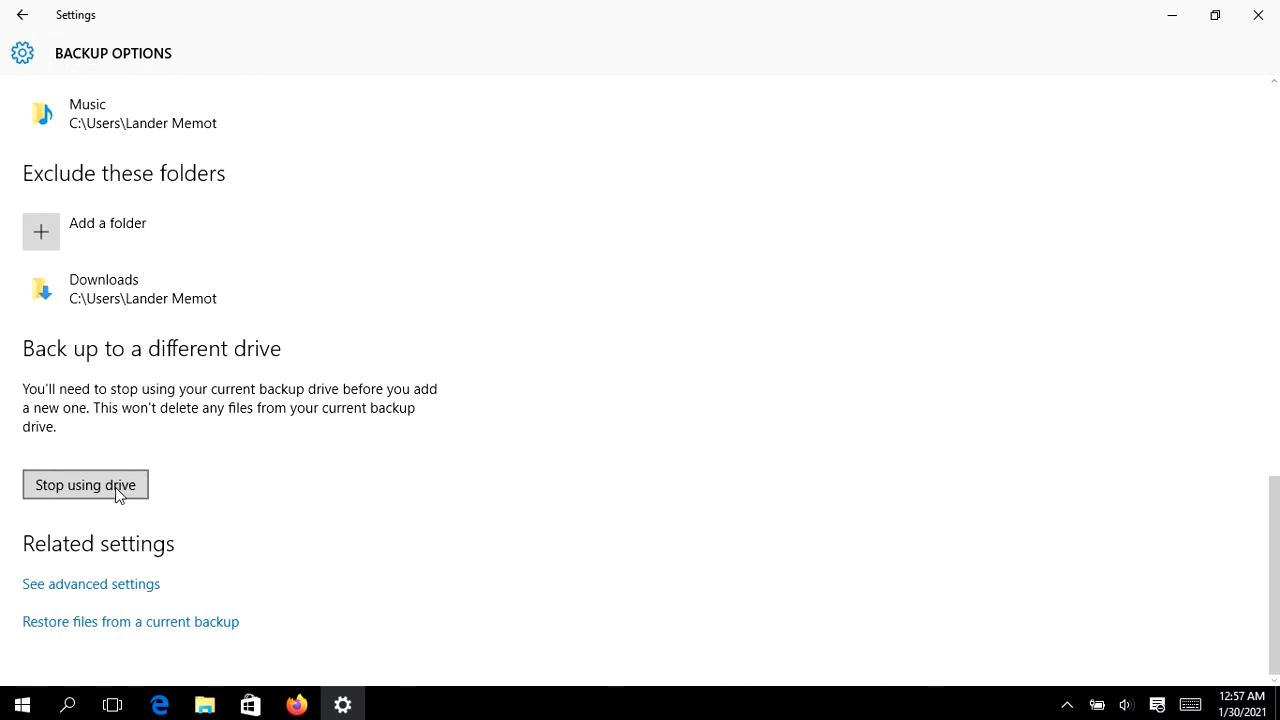 Settings
BACKUP OPTIONS
Music
C:\Users\Lander Memot
Exclude these folders
Add a folder
Downloads
C:\Users\Lander Memot
Back up to a different drive
You'll need to stop using your current backup drive before you add
a new one. This won't delete any files from your current backup
drive.
Stop using drive
Related settings
See advanced settings
Restore files from a current backup
12:57 AM
1/30/2021